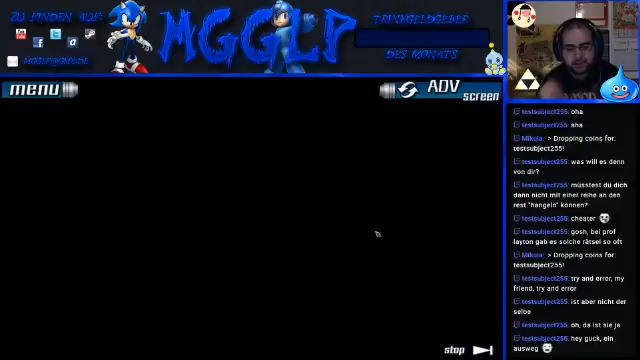 ZU FINDEN AUF:
MGGLP
TRINKGELDGEBER
DES MONATS
menu
ADV
screen
testsubject255: oha
testsubject255: aha
Mikuia: > Dropping coins for:
testsubject255!
testsubject255: was will es denn
von dir?
testsubject255: müsstest du dich
dann nicht mit einer reihe an den
rest "hangeln" können?
testsubject255: cheater
testsubject255: gosh, bei prof
layton gab es solche rätsel so oft
Mikuia: > Dropping coins for:
testsubject255!
testsubject255: try and error, my
friend, try and error
testsubject255: ist aber nicht der
selbe
testsubject255: oh, da ist sie ja
testsubject255: hey guck, ein
ausweg
stop